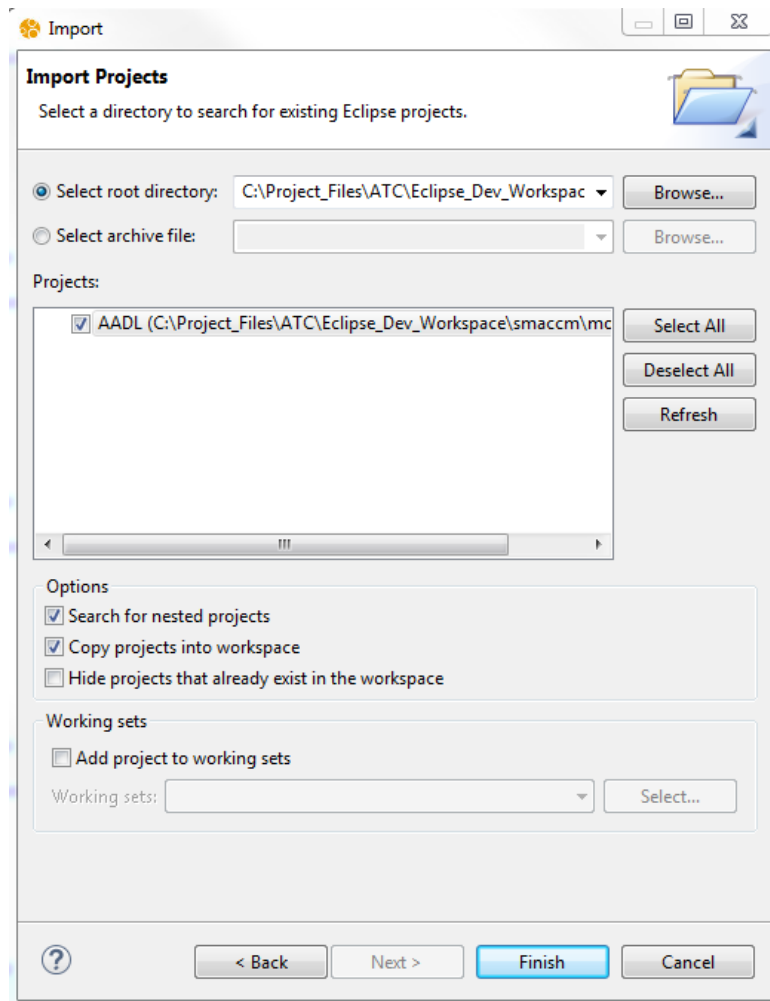 Import
Import Projects
Select a directory to search for existing Eclipse projects.
Select root directory: C:\Project_Files\ATC\Eclipse_Dev_Workspac Browse...
Select archive file: Browse...
Projects:
AADL (C:\Project_Files\ATC\Eclipse_Dev_Workspace\smaccm\mc
Select All
Deselect All
Refresh
Options
Search for nested projects
Copy projects into workspace
Hide projects that already exist in the workspace
Working sets
Add project to working sets
Working sets: Select...
? < Back Next > Finish Cancel